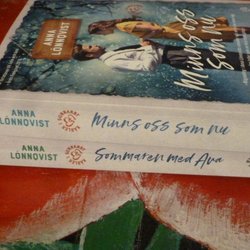 ANNA
LÖNNQVIST
Minns oss
som nu
ANNA
LÖNNQVIST
Minns oss som nu
ANNA
LÖNNQVIST
Sommaren med Ava